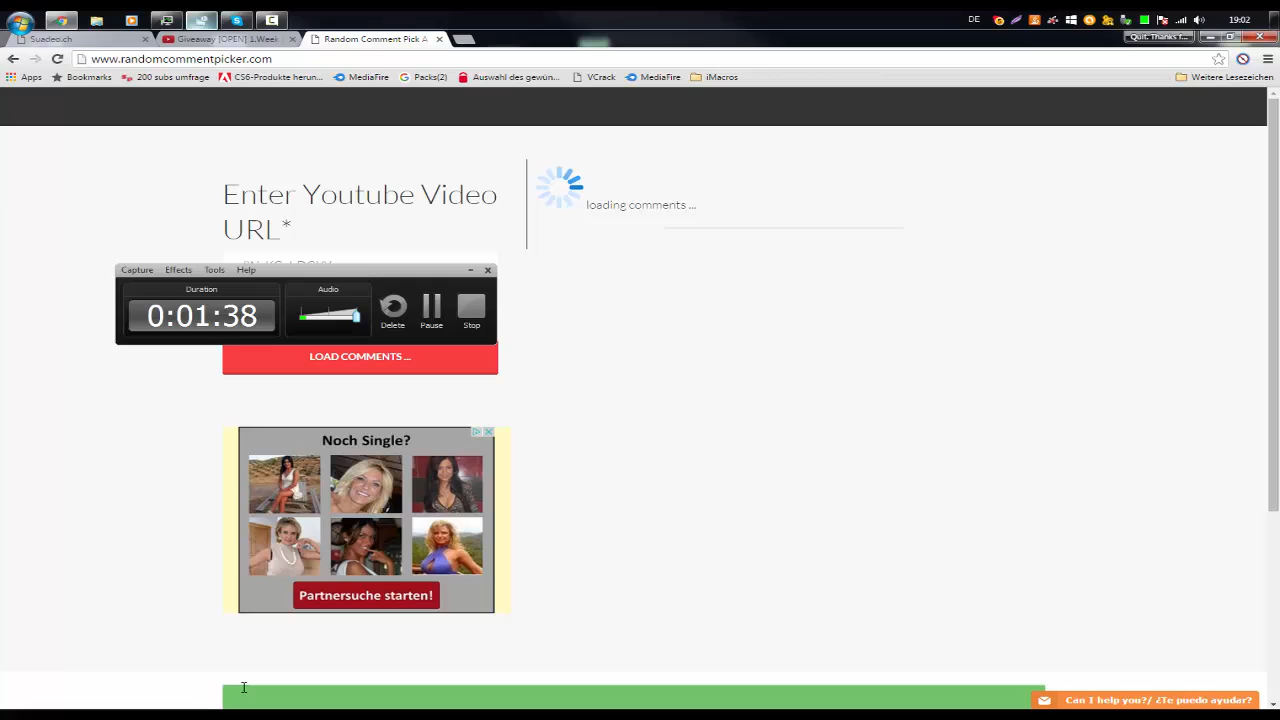 DE
19:02
Suadeo.ch
Giveaway [OPEN] 1.Week
Random Comment Pick A
Quit. Thanks f...
www.randomcommentpicker.com
Apps
Bookmarks
200 subs umfrage
CS6-Produkte herun...
MediaFire
Packs(2)
Auswahl des gewün...
VCrack
MediaFire
iMacros
Weitere Lesezeichen
Enter Youtube Video
URL*
loading comments ...
Capture Effects Tools Help
Duration
Audio
0:01:38
Delete
Pause
Stop
LOAD COMMENTS ...
Noch Single?
Partnersuche starten!
Can I help you?/ ¿Te puedo ayudar?